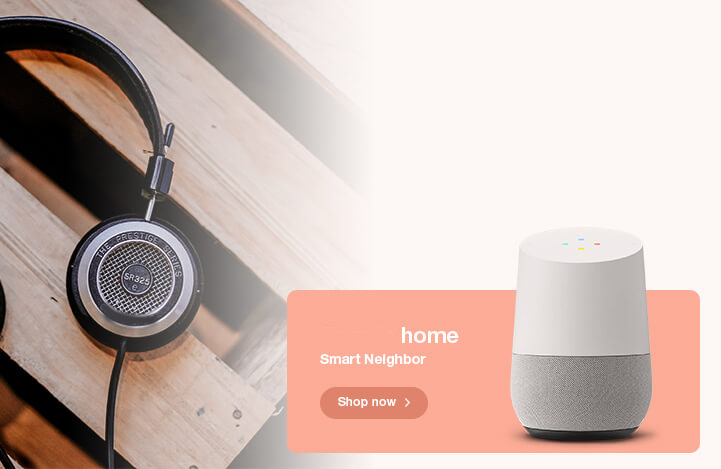 THE PRESTIGE SERIES
SR325
e
home
Smart Neighbor
Shop now